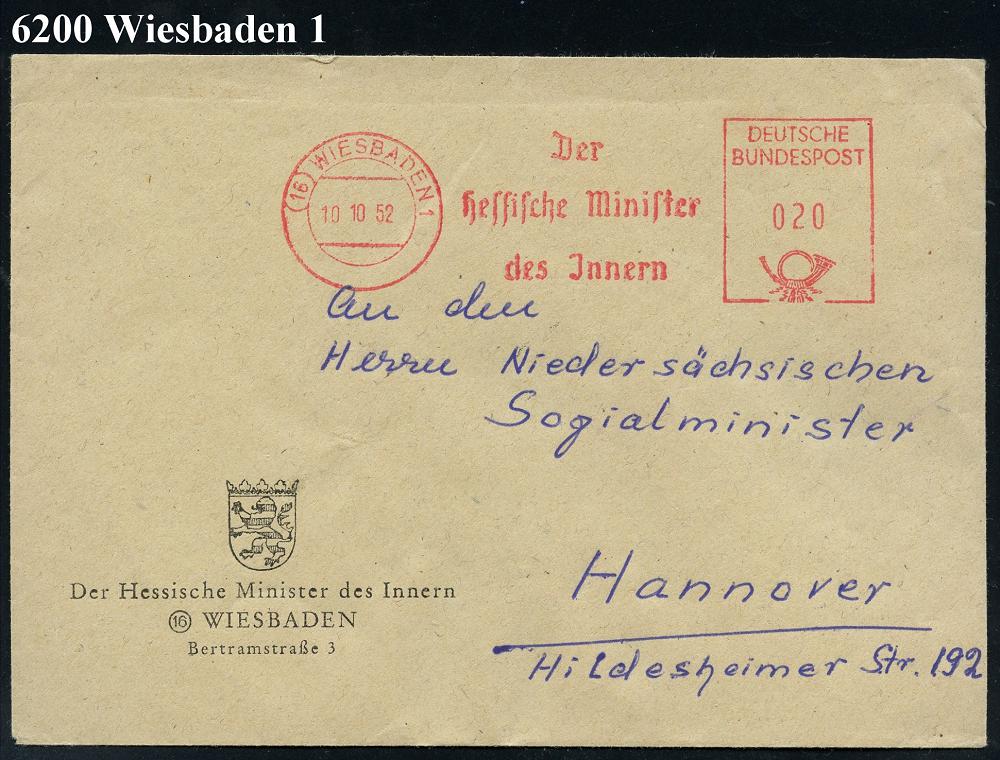 6200 Wiesbaden 1
(16) WIESBADEN 1
10 10 52
Der
hessische Minister
des Innern
DEUTSCHE
BUNDESPOST
020
An den
Herrn Niedersächsischen
Sozialminister
Hannover
Hildesheimer Str. 192
Der Hessische Minister des Innern
(16) WIESBADEN
Bertramstraße 3